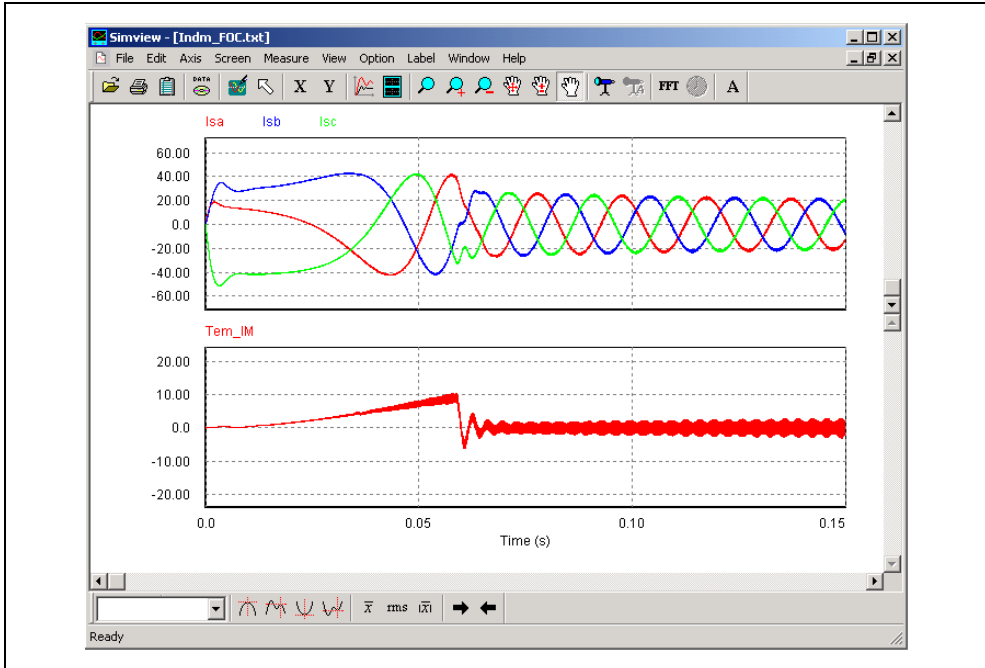 Simview - [Indm_FOC.txt]
File Edit Axis Screen Measure View Option Label Window Help
DATA X Y A FFT A
Isa Isb Isc
60.00
40.00
20.00
0.0
-20.00
-40.00
-60.00
Tem_IM
20.00
10.00
0.0
-10.00
-20.00
0.0 0.05 0.10 0.15
Time (s)
x rms |x|
Ready